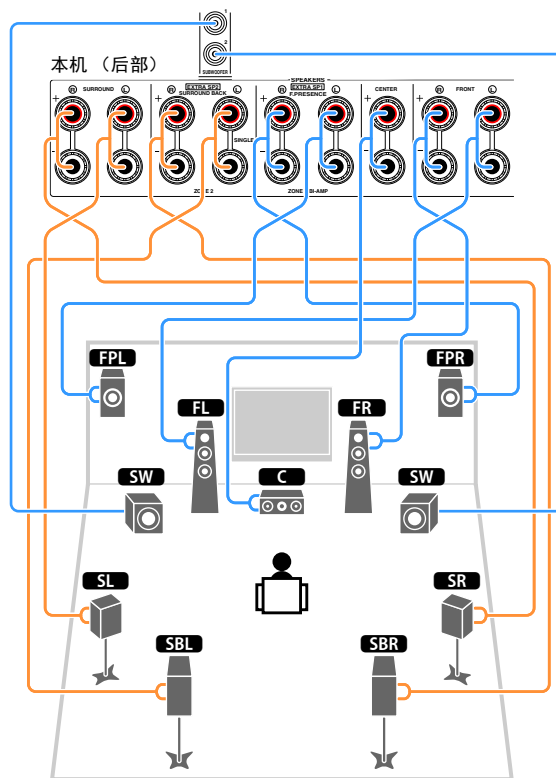 1
2
SUBWOOFER
本机 （后部）
SPEAKERS
R SURROUND L
EXTRA SP2
R SURROUND BACK L
EXTRA SP1
R F.PRESENCE L
CENTER
R FRONT L
+ + + + +
SINGLE
- - - - -
ZONE 2
BI-AMP
FPL
FPR
FL
FR
SW
C
SW
SL
SR
SBL
SBR